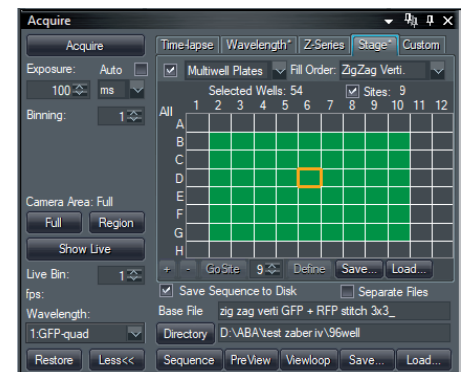 Acquire
Acquire
Time-lapse Wavelength* Z-Series Stage* Custom
Exposure: Auto
Multiwell Plates Fill Order: ZigZag Verti.
100 ms
Selected Wells: 54 Sites: 9
Binning: 1
All 1 2 3 4 5 6 7 8 9 10 11 12
A
B
C
D
E
F
G
H
Camera Area: Full
Full Region
Show Live
+ - GoSite 9 Define Save... Load...
Live Bin: 1
Save Sequence to Disk Separate Files
fps:
Base File zig zag verti GFP + RFP stitch 3x3_
Wavelength:
1:GFP-quad
Directory D:\ABA\test zaber iv\96well
Restore Less<< Sequence PreView Viewloop Save... Load...